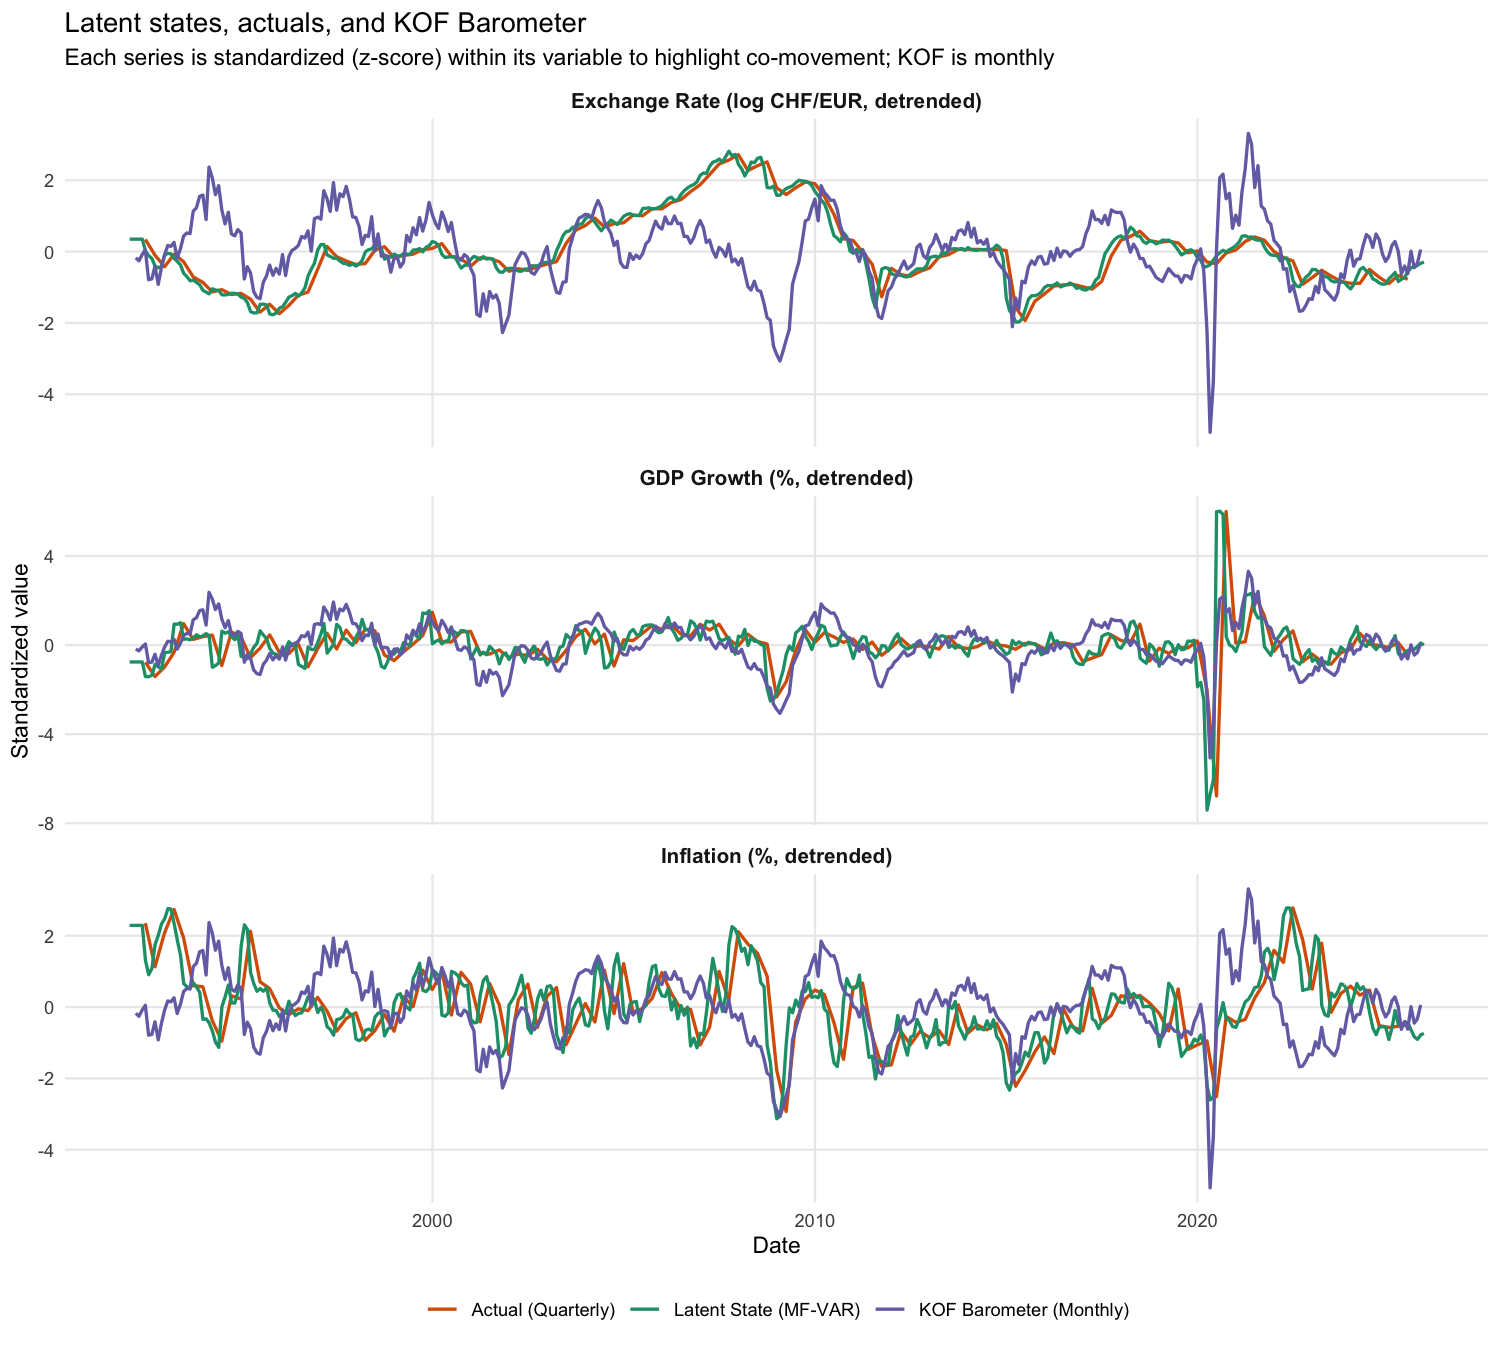 Latent states, actuals, and KOF Barometer
Each series is standardized (z-score) within its variable to highlight co-movement; KOF is monthly
Exchange Rate (log CHF/EUR, detrended)
2
0
-2
-4
GDP Growth (%, detrended)
4
0
-4
-8
Inflation (%, detrended)
2
0
-2
-4
Standardized value
2000
2010
2020
Date
Actual (Quarterly)
Latent State (MF-VAR)
KOF Barometer (Monthly)